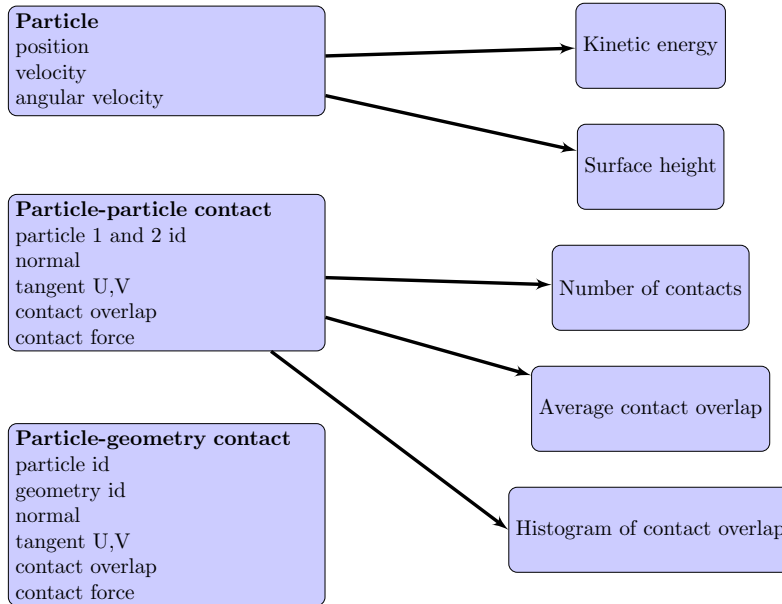 Particle
position
velocity
angular velocity
Kinetic energy
Surface height
Particle-particle contact
particle 1 and 2 id
normal
tangent U,V
contact overlap
contact force
Number of contacts
Average contact overlap
Histogram of contact overlap
Particle-geometry contact
particle id
geometry id
normal
tangent U,V
contact overlap
contact force